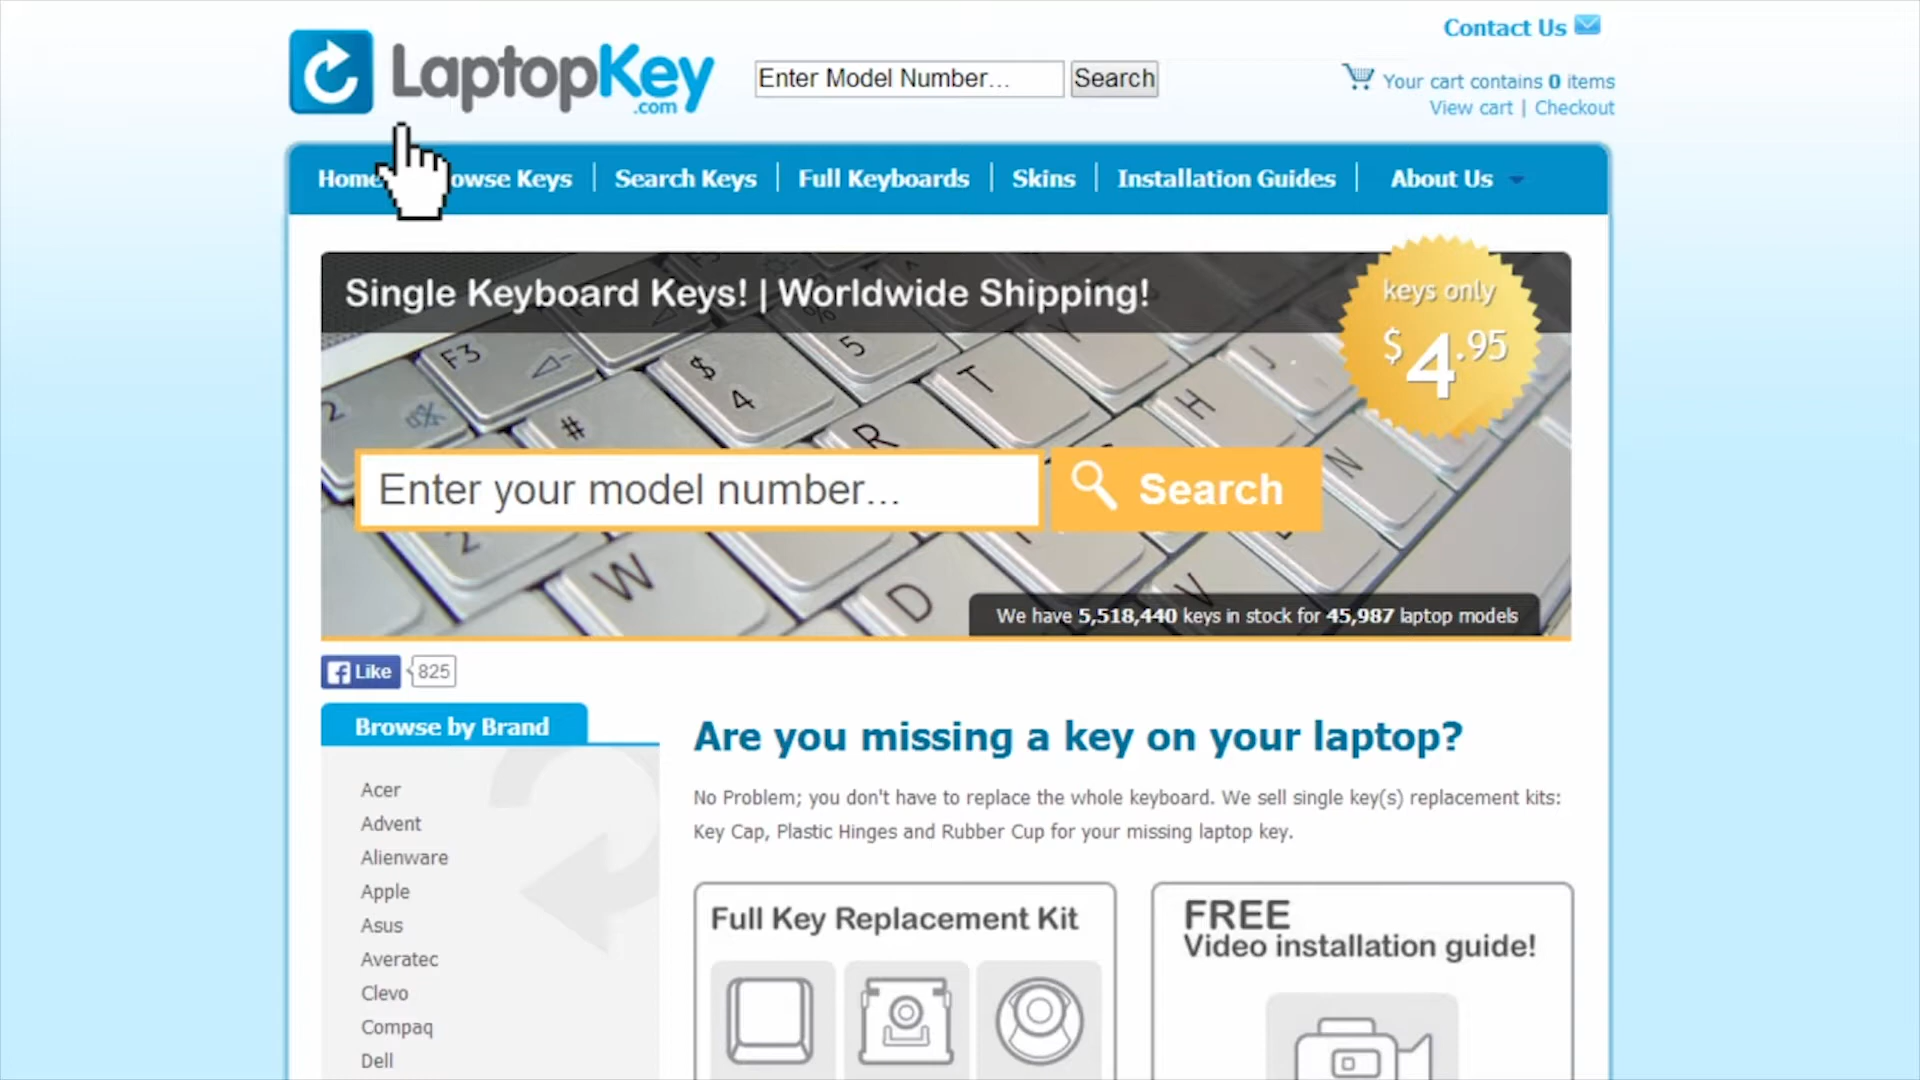 Contact Us
LaptopKey
.com
Enter Model Number...
Search
Your cart contains 0 items
View cart | Checkout
Home
owse Keys
Search Keys
Full Keyboards
Skins
Installation Guides
About Us
Single Keyboard Keys! | Worldwide Shipping!
keys only
$4.95
F3
$
4
5
%
T
2
#
R
H
J
N
Enter your model number...
Search
2
W
D
V
We have 5,518,440 keys in stock for 45,987 laptop models
Like
825
Browse by Brand
Are you missing a key on your laptop?
No Problem; you don't have to replace the whole keyboard. We sell single key(s) replacement kits:
Key Cap, Plastic Hinges and Rubber Cup for your missing laptop key.
Acer
Advent
Alienware
Apple
Asus
Averatec
Clevo
Compaq
Dell
Full Key Replacement Kit
FREE
Video installation guide!